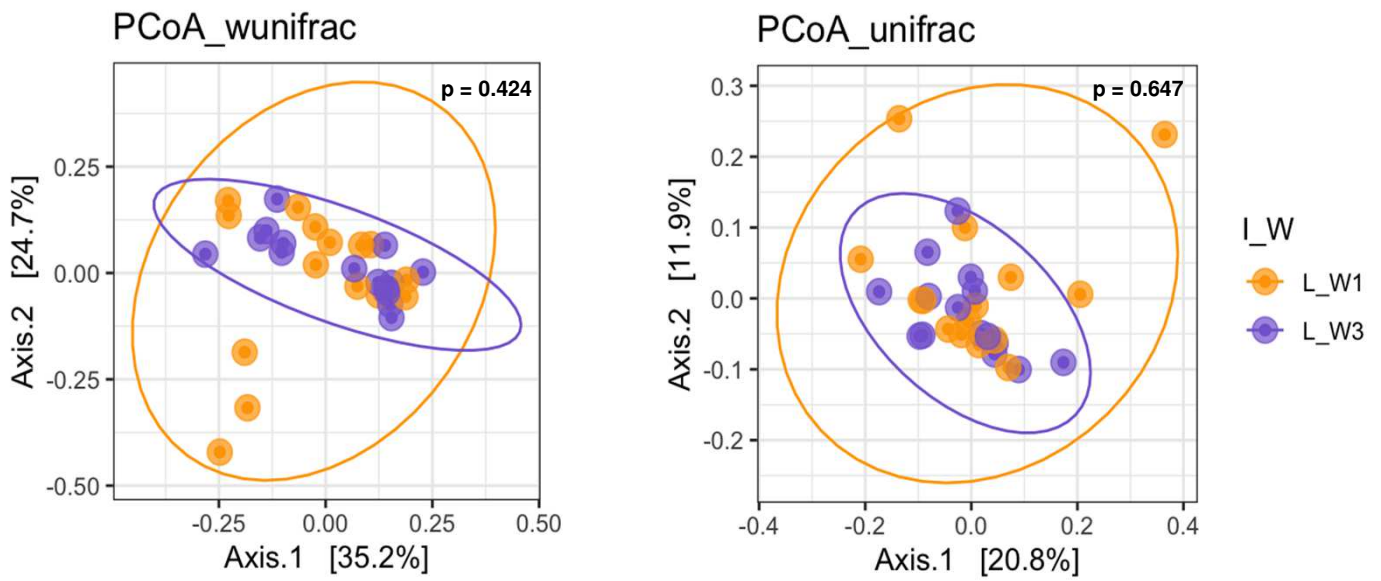 PCoA_wunifrac
p = 0.424
Axis.2 [24.7%]
0.25
0.00
-0.25
-0.50
-0.25
0.00
0.25
0.50
Axis.1 [35.2%]
PCoA_unifrac
p = 0.647
Axis.2 [11.9%]
0.3
0.2
0.1
0.0
-0.1
-0.2
-0.4
-0.2
0.0
0.2
0.4
Axis.1 [20.8%]
I_W
L_W1
L_W3